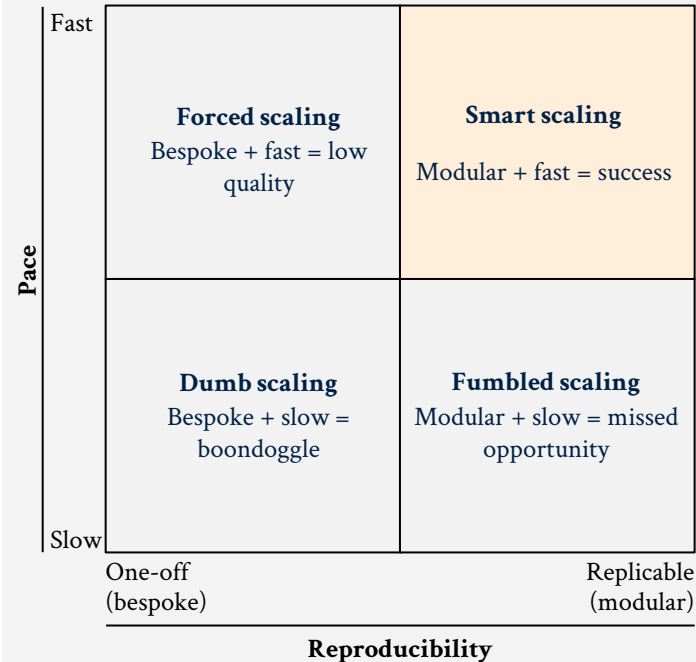 Fast
Forced scaling
Bespoke + fast = low
quality
Smart scaling
Modular + fast = success
Pace
Dumb scaling
Bespoke + slow =
boondoggle
Fumbled scaling
Modular + slow = missed
opportunity
Slow
One-off
(bespoke)
Replicable
(modular)
Reproducibility